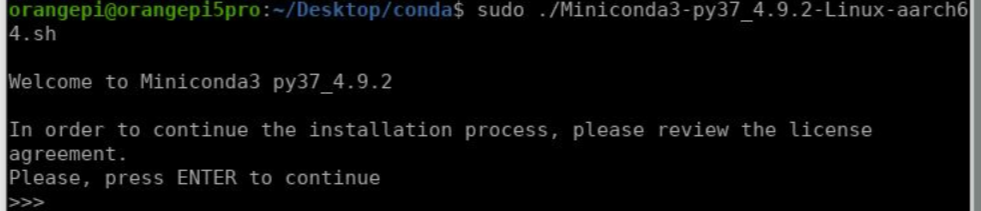 orangepi@orangepi5pro:~/Desktop/conda$ sudo ./Miniconda3-py37_4.9.2-Linux-aarch6
4.sh
Welcome to Miniconda3 py37_4.9.2
In order to continue the installation process, please review the license
agreement.
Please, press ENTER to continue
>>>